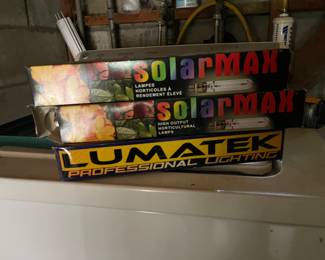 solarMAX
LAMPES
HORTICOLES À
RENDEMENT ÉLEVÉ
solarMAX
HIGH OUTPUT
HORTICULTURAL
LAMPS
LUMATEK
PROFESSIONAL LIGHTING